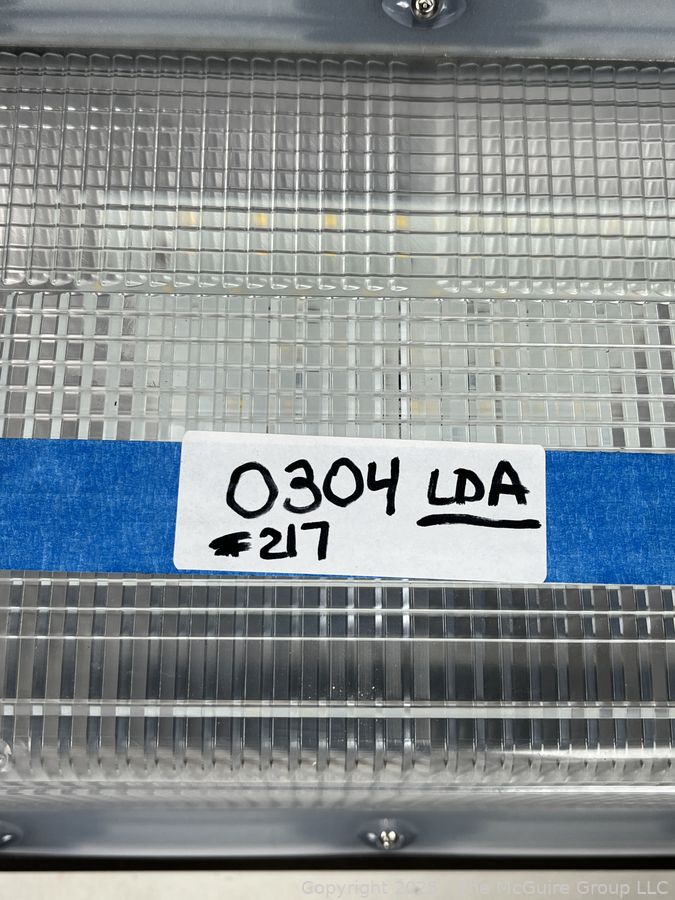 0304 LDA
#217
Copyright 2025 The McGuire Group LLC